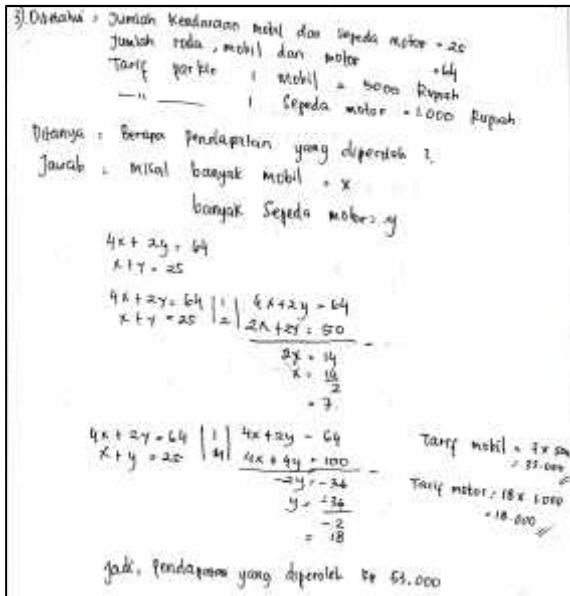 3) Diketahui : Jumlah kendaraan mobil dan sepeda motor = 25
Jumlah roda, mobil dan motor = 64
Tarif parkir 1 mobil = 5000 Rupiah
—"— 1 Sepeda motor = 1.000 Rupiah
Ditanya : Berapa pendapatan yang diperoleh ?
Jawab : misal banyak mobil = x
banyak Sepeda motor = y
4x + 2y = 64
x + y = 25
4x + 2y = 64 | 1 | 4x + 2y = 64
x + y = 25 | 2 | 2x + 2y = 50 -
2x = 14
x = 14/2
= 7
4x + 2y = 64 | 1 | 4x + 2y = 64
x + y = 25 | 4 | 4x + 4y = 100 -
-2y = -36
y = -36/-2
= 18
Tarif mobil = 7 x 5000
= 35.000
Tarif motor = 18 x 1.000
= 18.000
Jadi, pendapatan yang diperoleh Rp 53.000